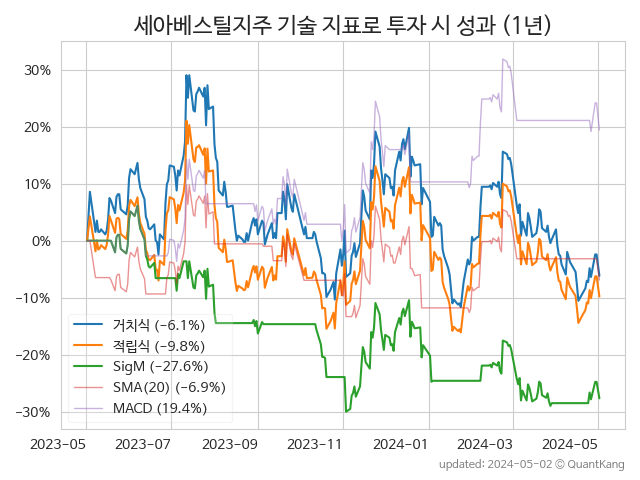 세아베스틸지주 기술 지표로 투자 시 성과 (1년)
30%
20%
10%
0%
−10%
−20%
−30%
거치식 (−6.1%)
적립식 (−9.8%)
SigM (−27.6%)
SMA(20) (−6.9%)
MACD (19.4%)
2023-05 2023-07 2023-09 2023-11 2024-01 2024-03 2024-05
updated: 2024-05-02 © QuantKang